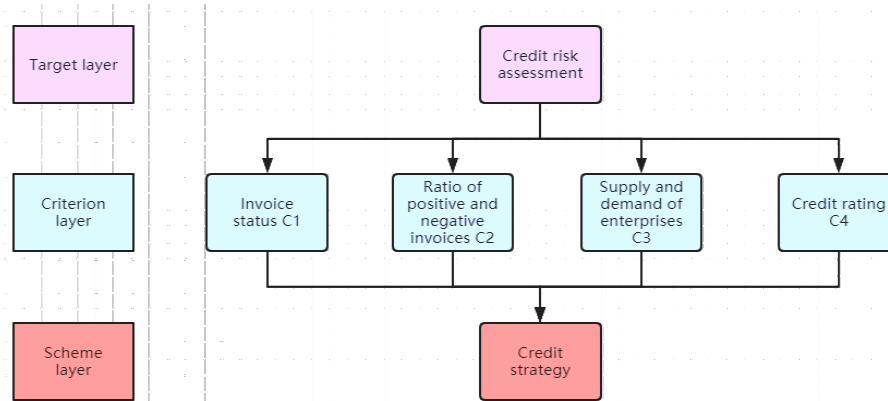 Target layer
Credit risk
assessment
Criterion
layer
Invoice
status C1
Ratio of
positive and
negative
invoices C2
Supply and
demand of
enterprises
C3
Credit rating
C4
Scheme
layer
Credit
strategy